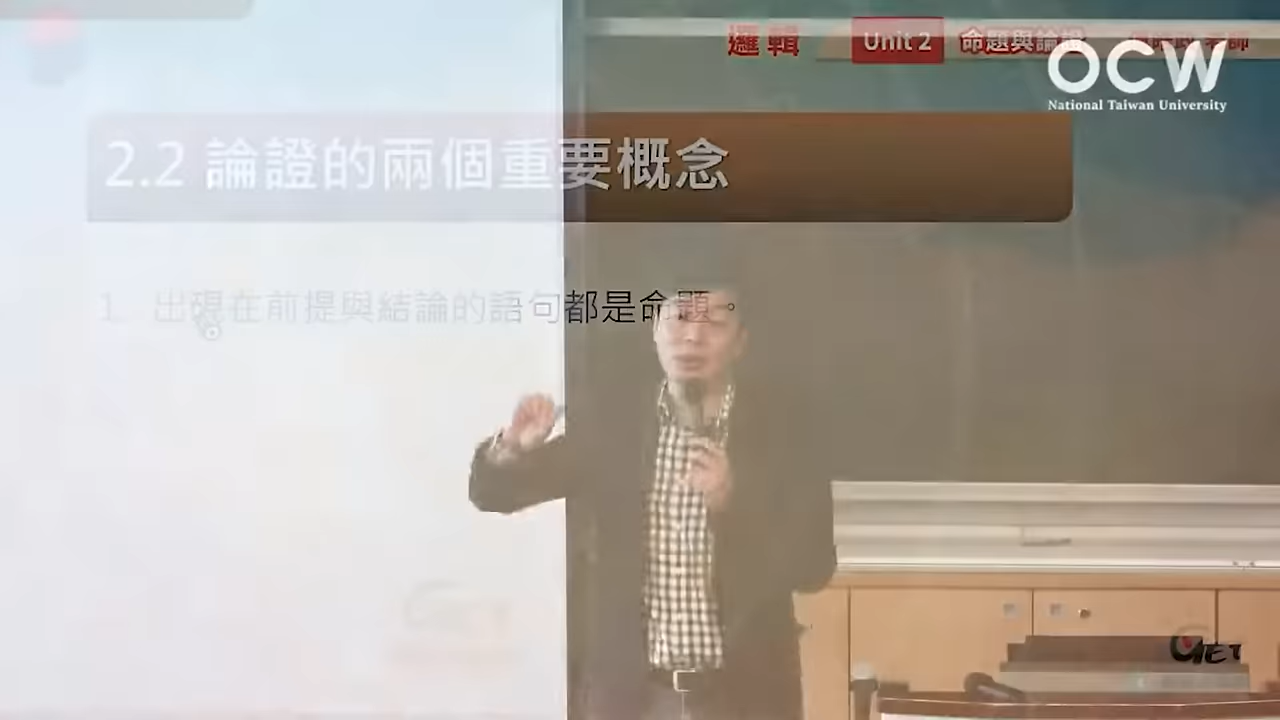 邏輯 Unit 2 命題與論證 老師
OCW
National Taiwan University
2.2 論證的兩個重要概念
1. 出現在前提與結論的語句都是命題。